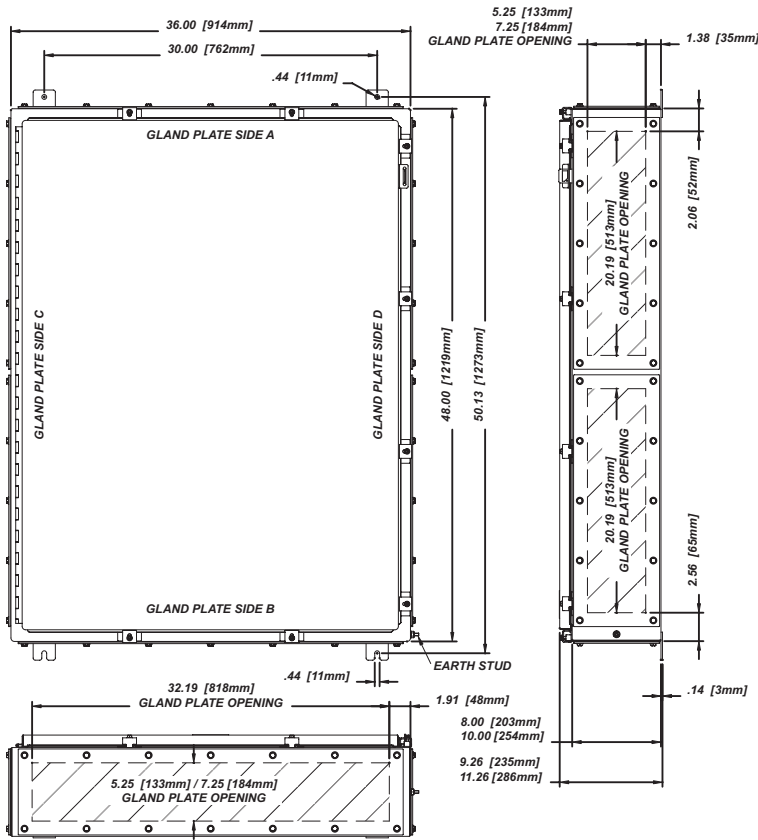 36.00 [914mm]
30.00 [762mm]
.44 [11mm]
5.25 [133mm]
7.25 [184mm]
GLAND PLATE OPENING
1.38 [35mm]
GLAND PLATE SIDE A
GLAND PLATE SIDE C
GLAND PLATE SIDE D
48.00 [1219mm]
50.13 [1273mm]
20.19 [513mm]
GLAND PLATE OPENING
2.06 [52mm]
20.19 [513mm]
GLAND PLATE OPENING
2.56 [65mm]
GLAND PLATE SIDE B
EARTH STUD
.44 [11mm]
32.19 [818mm]
GLAND PLATE OPENING
1.91 [48mm]
.14 [3mm]
8.00 [203mm]
10.00 [254mm]
9.26 [235mm]
11.26 [286mm]
5.25 [133mm] / 7.25 [184mm]
GLAND PLATE OPENING